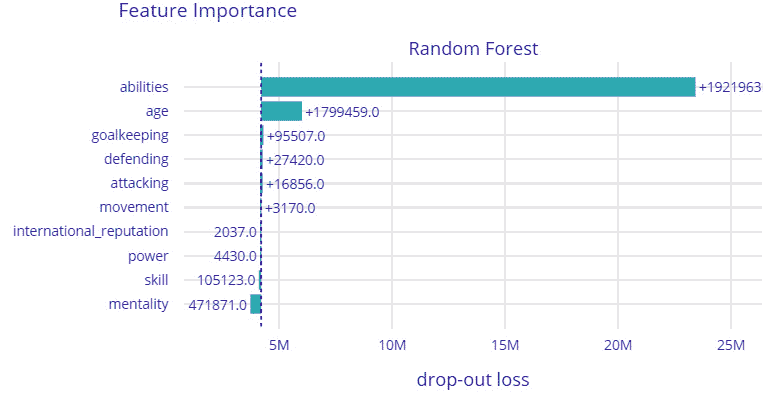 Feature Importance
Random Forest
abilities +1921963
age +1799459.0
goalkeeping +95507.0
defending +27420.0
attacking +16856.0
movement +3170.0
international_reputation 2037.0
power 4430.0
skill 105123.0
mentality 471871.0
5M 10M 15M 20M 25M
drop-out loss